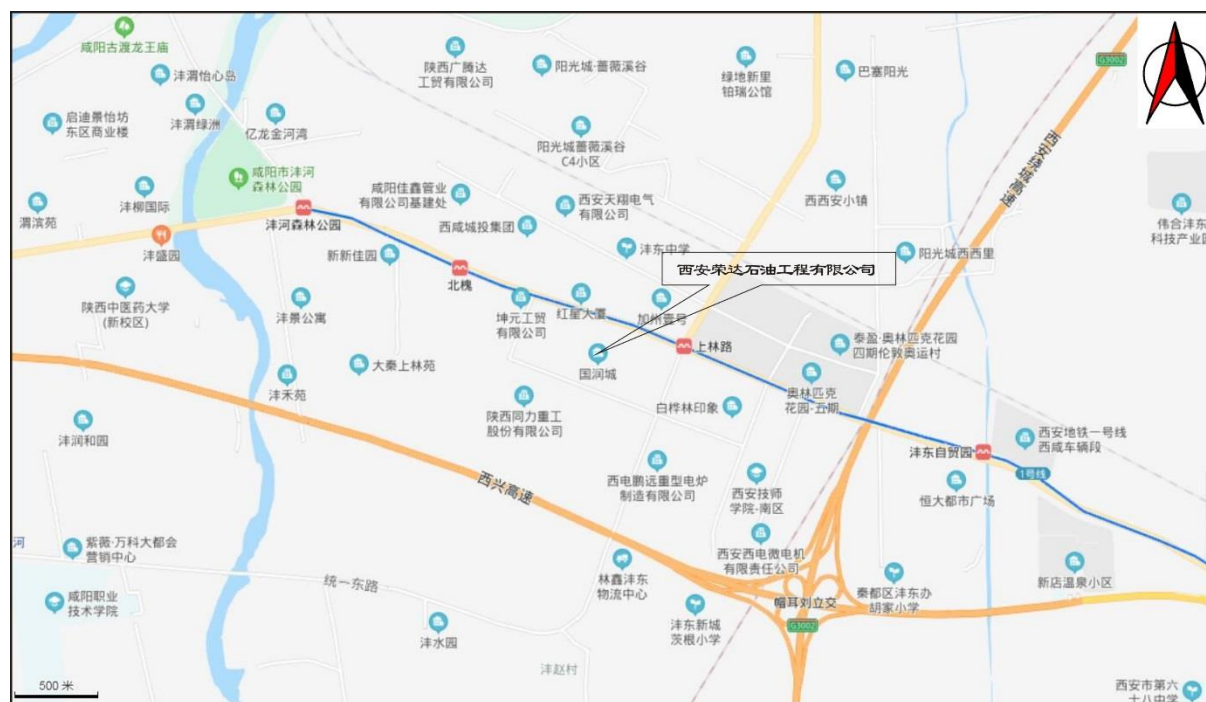 咸阳古渡龙王庙
沣渭怡心岛
陕西广腾达
工贸有限公司
阳光城·蔷薇溪谷
绿地新里
铂瑞公馆
巴塞阳光
G3002
西安绕城高速
启迪景怡坊
东区商业楼
沣渭绿洲
亿龙金河湾
阳光城蔷薇溪谷
C4小区
咸阳市沣河
森林公园
渭滨苑
沣柳国际
咸阳佳鑫管业
有限公司基建处
西安天翔电气
有限公司
西西安小镇
伟合沣东
科技产业园
沣盛园
沣河森林公园
西咸城投集团
新新佳园
沣东中学
阳光城西西里
西安荣达石油工程有限公司
北槐
陕西中医药大学
(新校区)
沣景公寓
坤元工贸
有限公司
红星大厦
加州壹号
上林路
泰盈·奥林匹克花园
四期伦敦奥运村
大秦上林苑
国润城
奥林匹克
花园-五期
沣禾苑
沣润和园
陕西同力重工
股份有限公司
白桦林印象
西安地铁一号线
西咸车辆段
沣东自贸园
1号线
西兴高速
西电鹏远重型电炉
制造有限公司
西安技师
学院-南区
恒大都市广场
河
紫薇·万科大都会
营销中心
西安西电微电机
有限责任公司
统一东路
林鑫沣东
物流中心
新店温泉小区
咸阳职业
技术学院
帽耳刘立交
G3002
秦都区沣东办
胡家小学
沣水园
沣东新城
茨根小学
沣赵村
500 米
西安市第六
十八中学